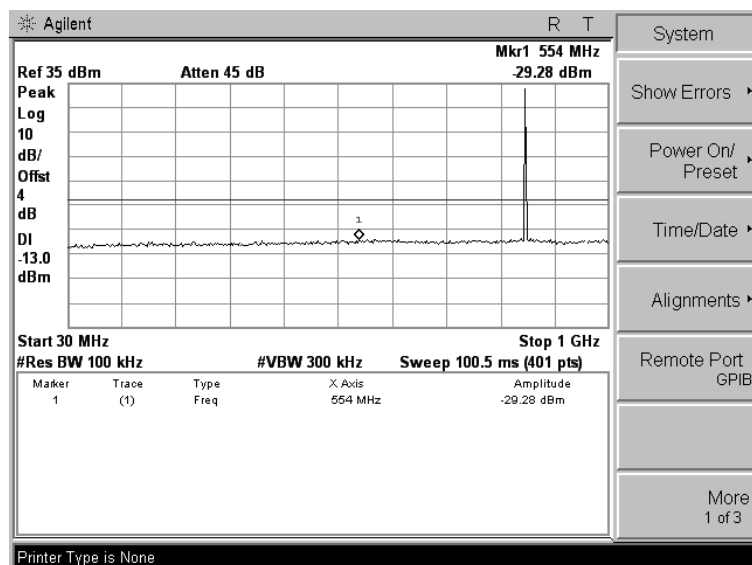 Agilent R T
Mkr1 554 MHz
Ref 35 dBm Atten 45 dB -29.28 dBm
Peak
Log
10
dB/
Offst
4
dB
DI
-13.0
dBm
1
Start 30 MHz Stop 1 GHz
#Res BW 100 kHz #VBW 300 kHz Sweep 100.5 ms (401 pts)
Marker Trace Type X Axis Amplitude
1 (1) Freq 554 MHz -29.28 dBm
Printer Type is None
System
Show Errors
Power On/
Preset
Time/Date
Alignments
Remote Port
GPIB
More
1 of 3